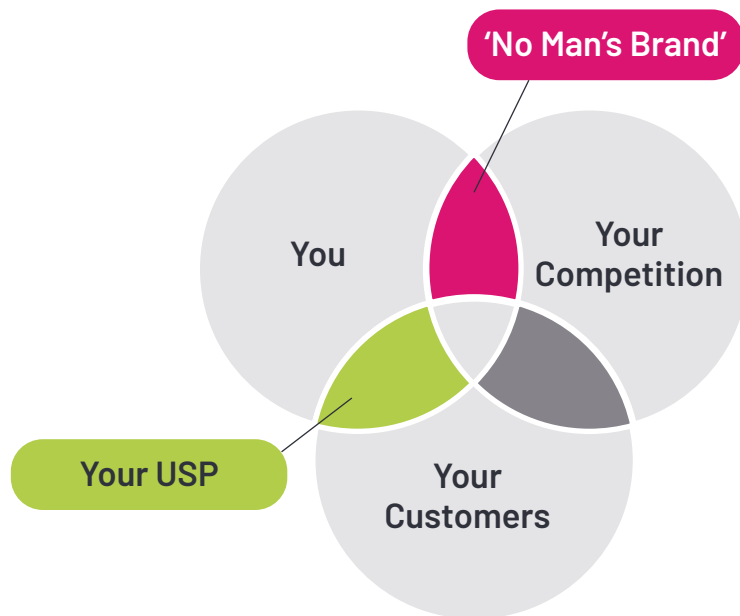 ‘No Man’s Brand’
You
Your
Competition
Your USP
Your
Customers